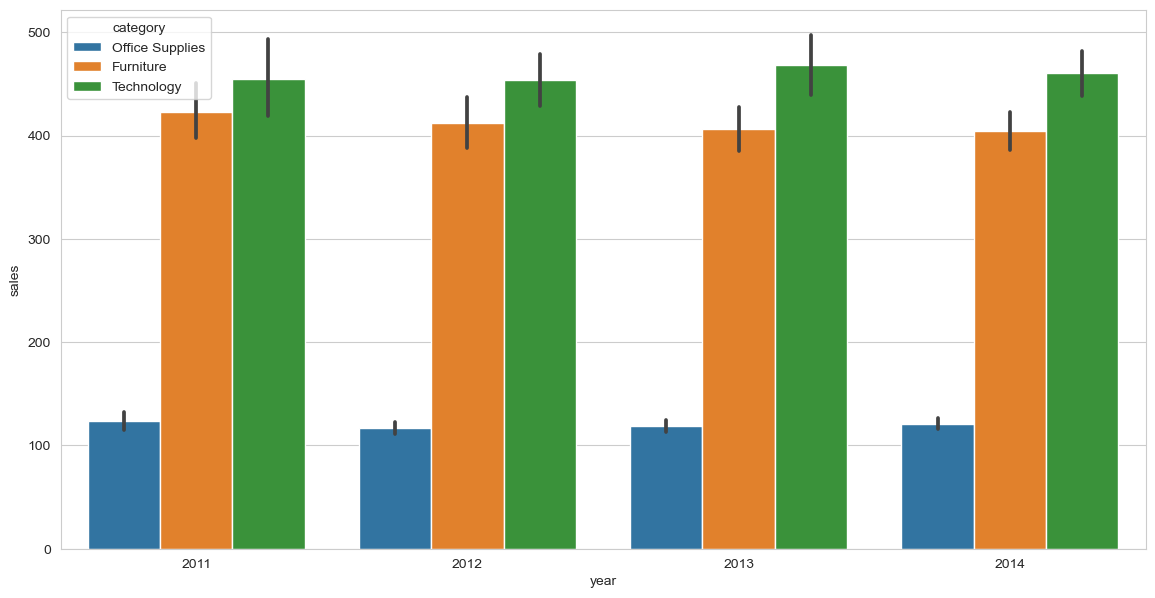 category
Office Supplies
Furniture
Technology
500
400
300
200
100
0
sales
2011 2012 2013 2014
year